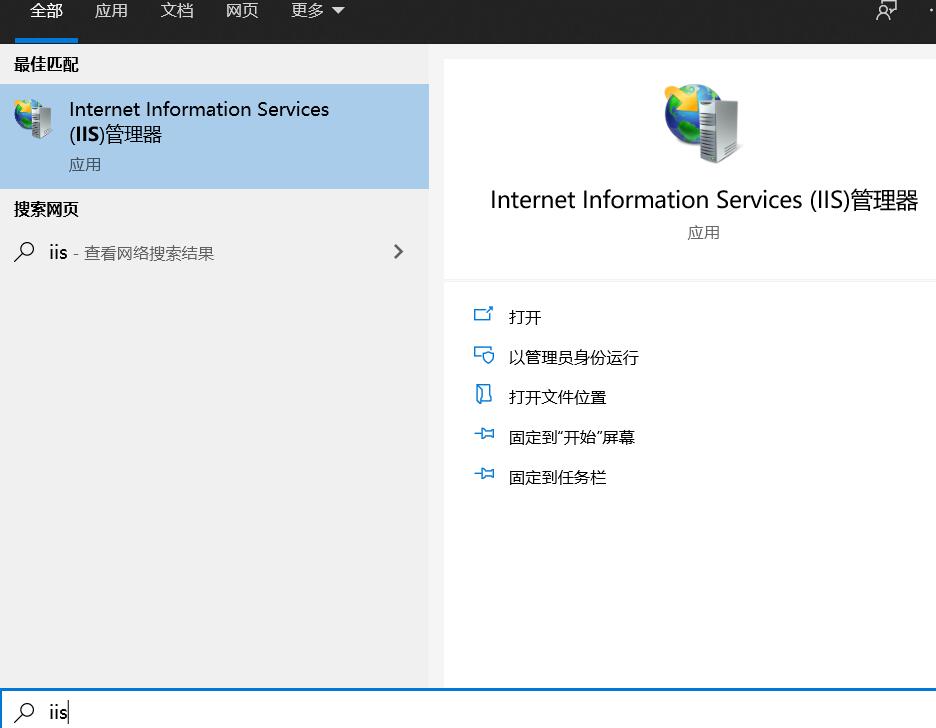 全部 应用 文档 网页 更多
最佳匹配
Internet Information Services
(IIS)管理器
应用
搜索网页
iis - 查看网络搜索结果
Internet Information Services (IIS)管理器
应用
打开
以管理员身份运行
打开文件位置
固定到“开始”屏幕
固定到任务栏
iis